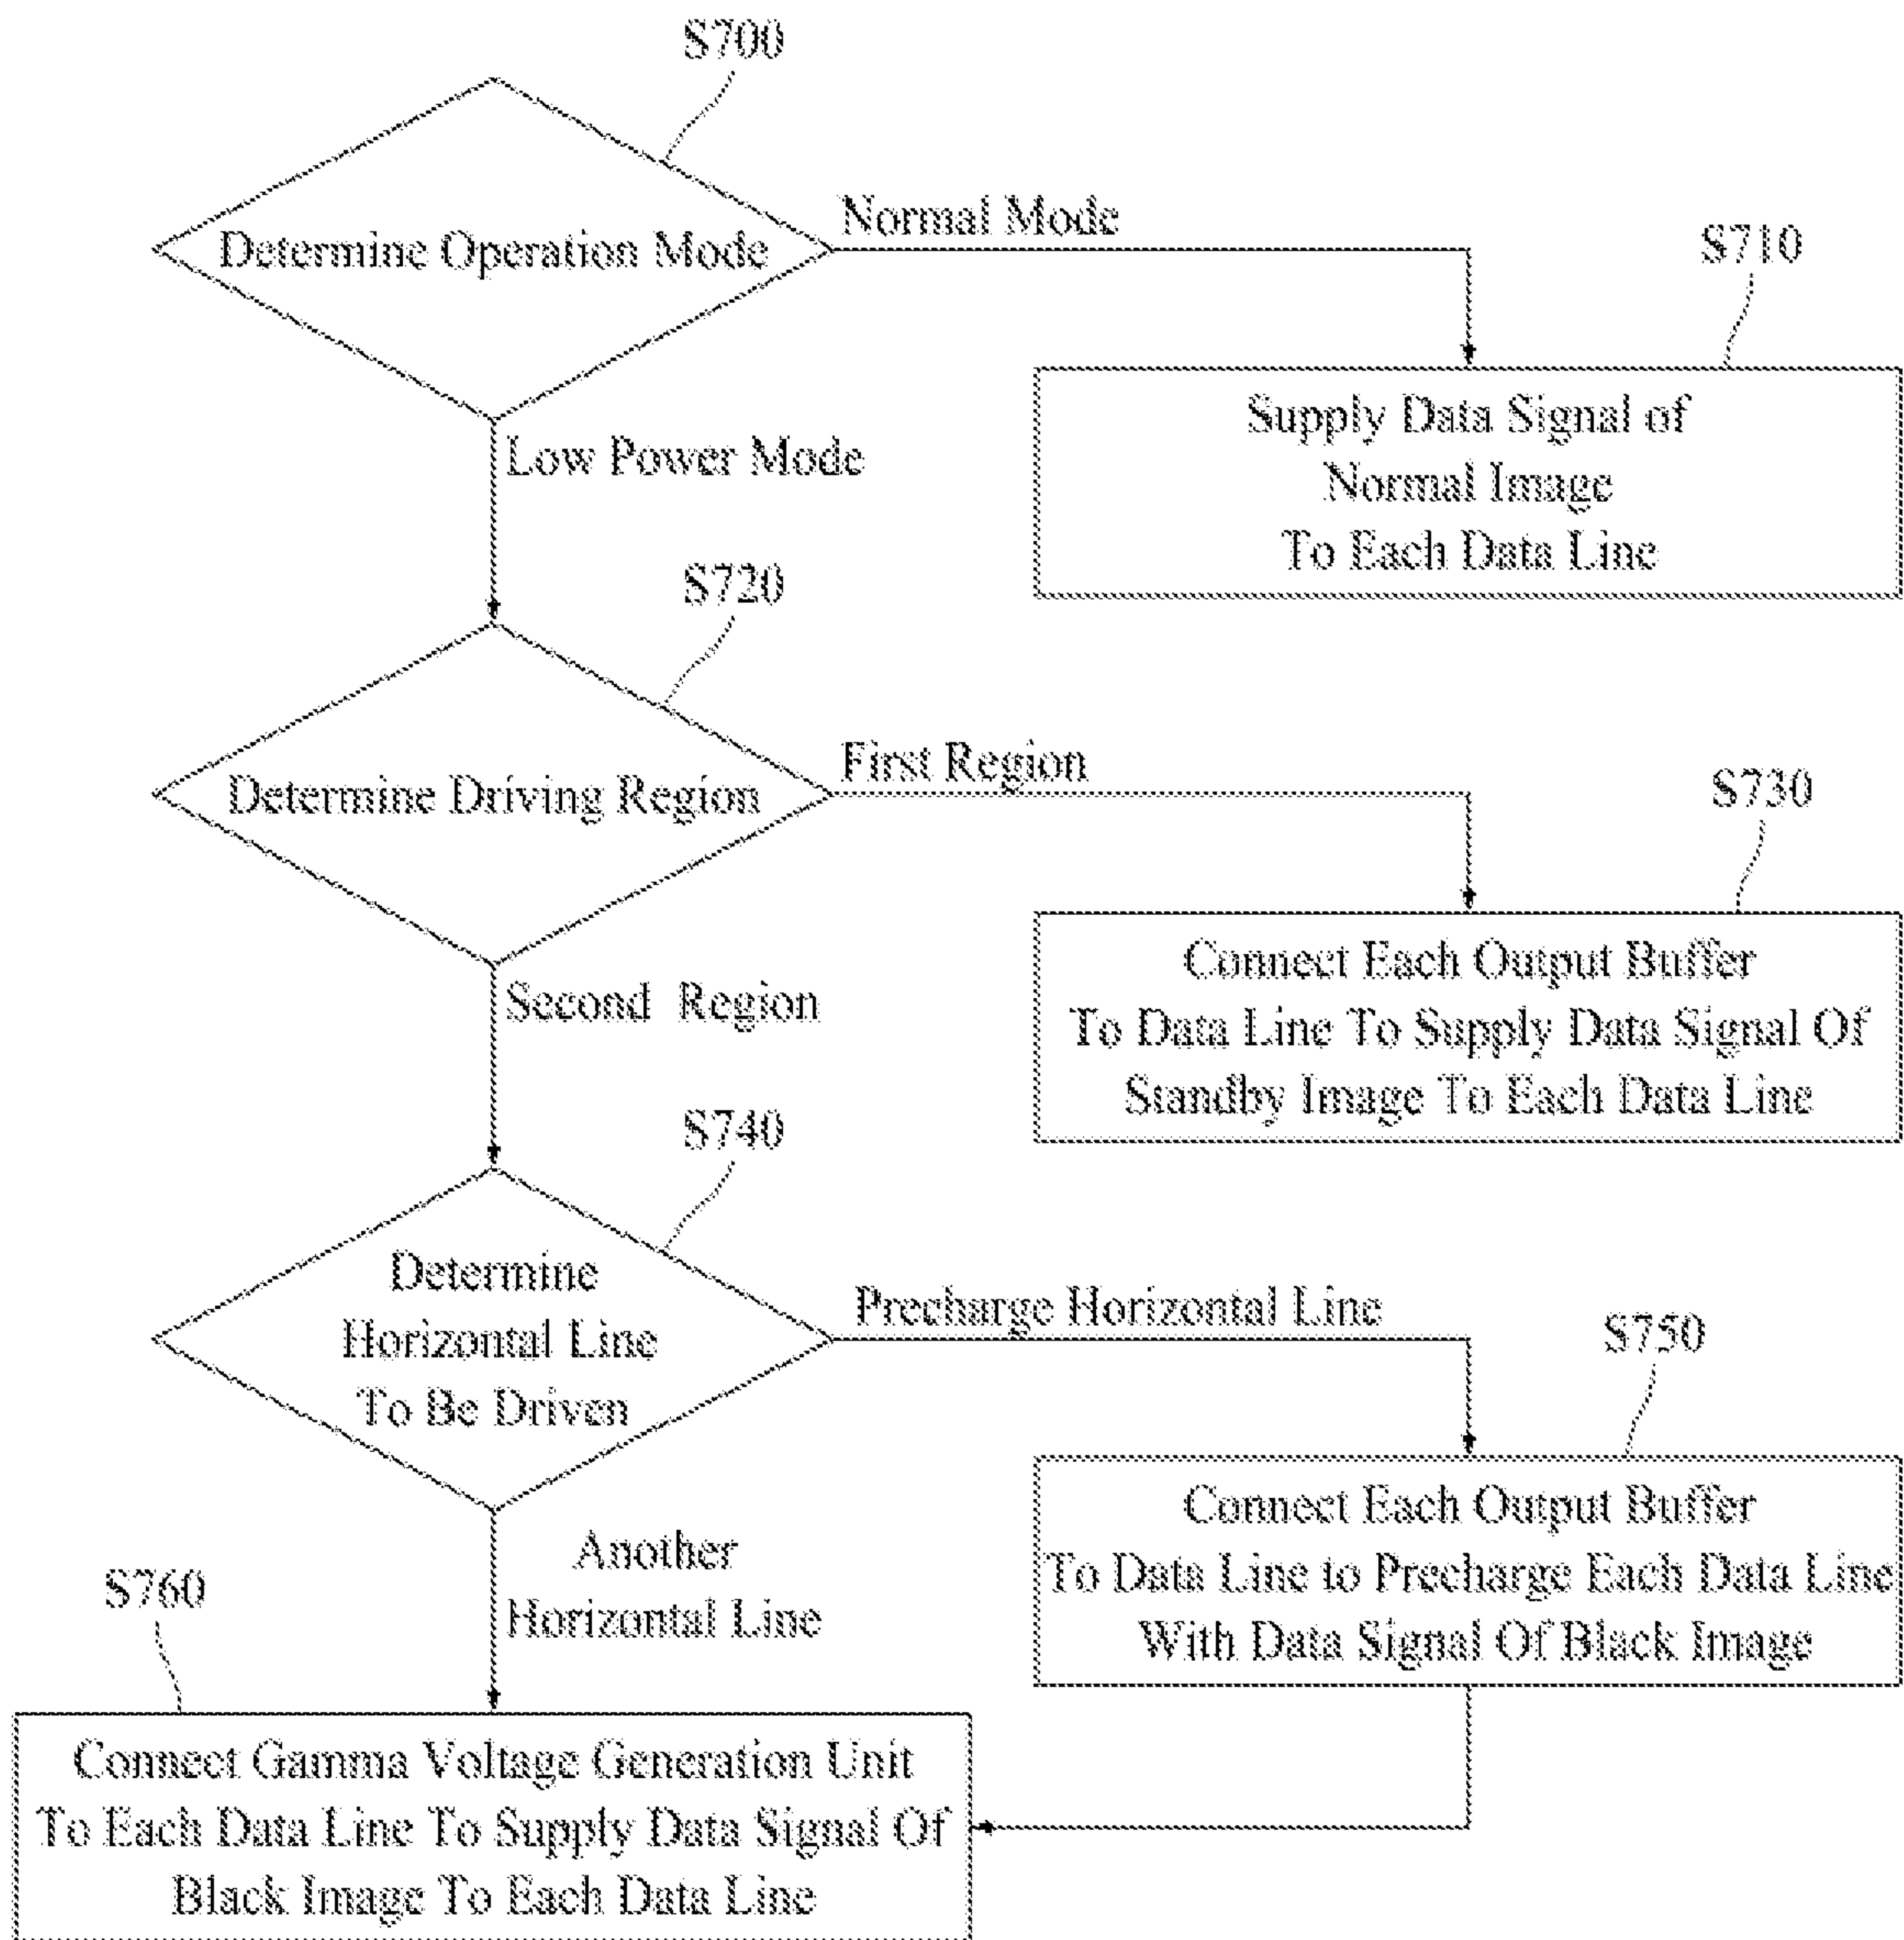 S700
Determine Operation Mode
Normal Mode
S710
Supply Data Signal of
Normal Image
To Each Data Line
Low Power Mode
S720
Determine Driving Region
First Region
S730
Connect Each Output Buffer
To Data Line To Supply Data Signal Of
Standby Image To Each Data Line
Second Region
S740
Determine
Horizontal Line
To Be Driven
Precharge Horizontal Line
S750
Connect Each Output Buffer
To Data Line to Precharge Each Data Line
With Data Signal Of Black Image
Another
Horizontal Line
S760
Connect Gamma Voltage Generation Unit
To Each Data Line To Supply Data Signal Of
Black Image To Each Data Line